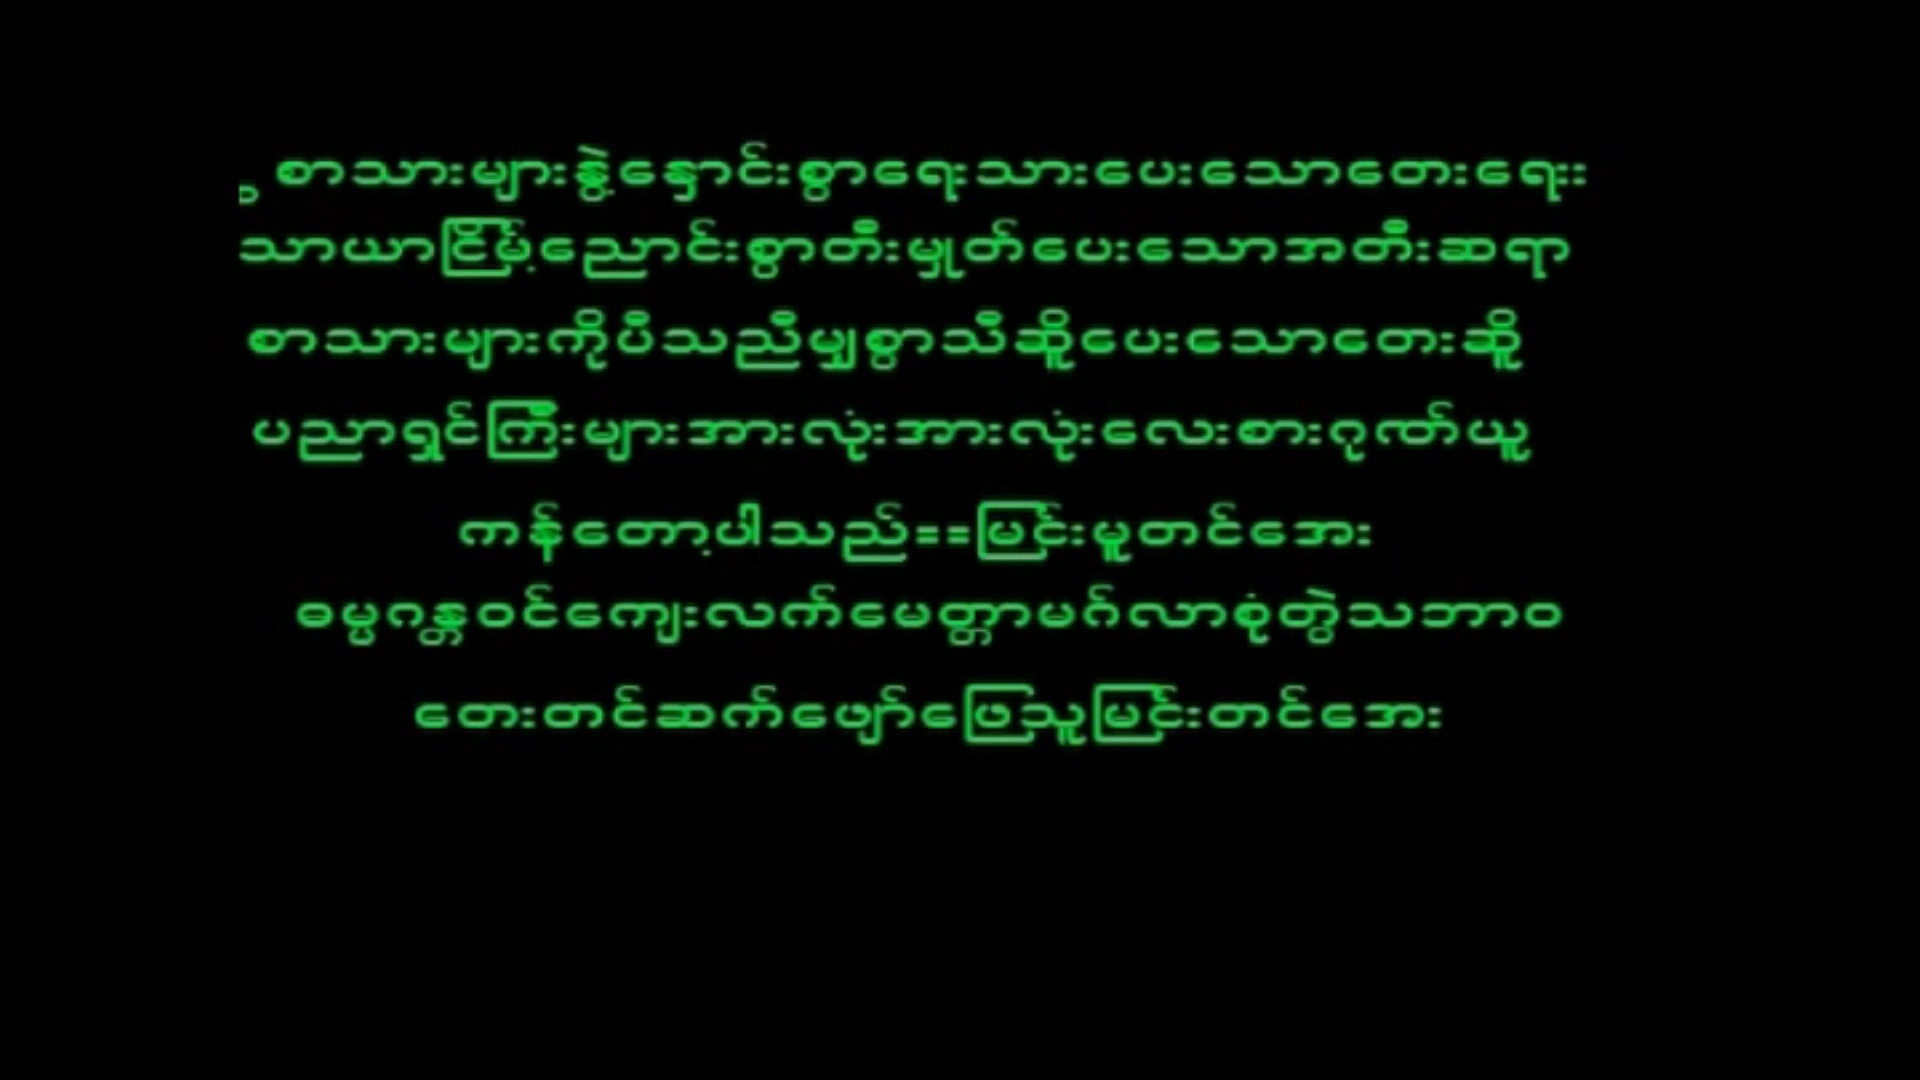 စာသားများနွဲ့နှောင်းစွာရေးသားပေးသောတေးရေးး
သာယာငြိမ့်ညောင်းစွာတီးမှုတ်ပေးသောအတီးဆရာ
စာသားများကိုပီသညီမျှစွာသီဆိူပေးသောတေးဆိူ
ပညာရှင်ကြီးများအားလုံးအားလုံးလေးစားဂုဏ်ယူ
ကန်တော့ပါသည်==မြင်းမူတင်အေး
ဓမ္မဂန္တဝင်ကျေးလက်မေတ္တာမင်္ဂလာစုံတွဲသဘာဝ
တေးတင်ဆက်ဖျော်ဖြေသူမြင်းတင်အေး